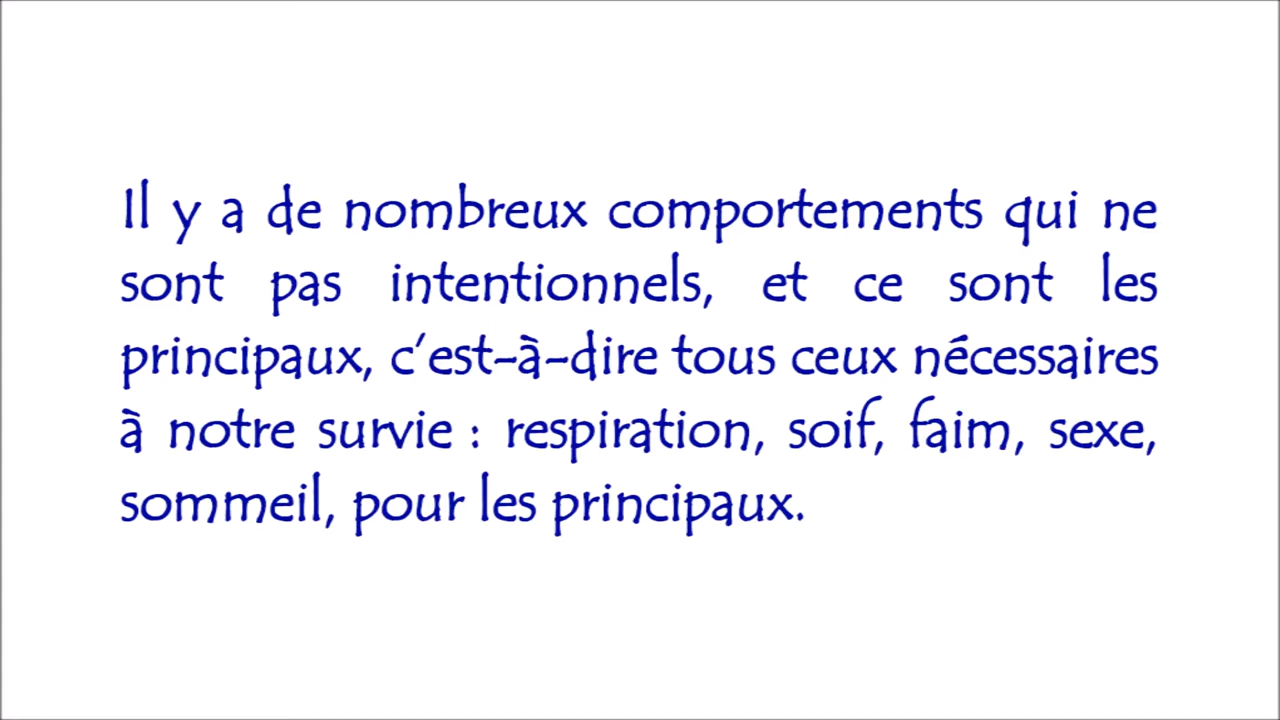 Il y a de nombreux comportements qui ne
sont pas intentionnels, et ce sont les
principaux, c’est-à-dire tous ceux nécessaires
à notre survie : respiration, soif, faim, sexe,
sommeil, pour les principaux.